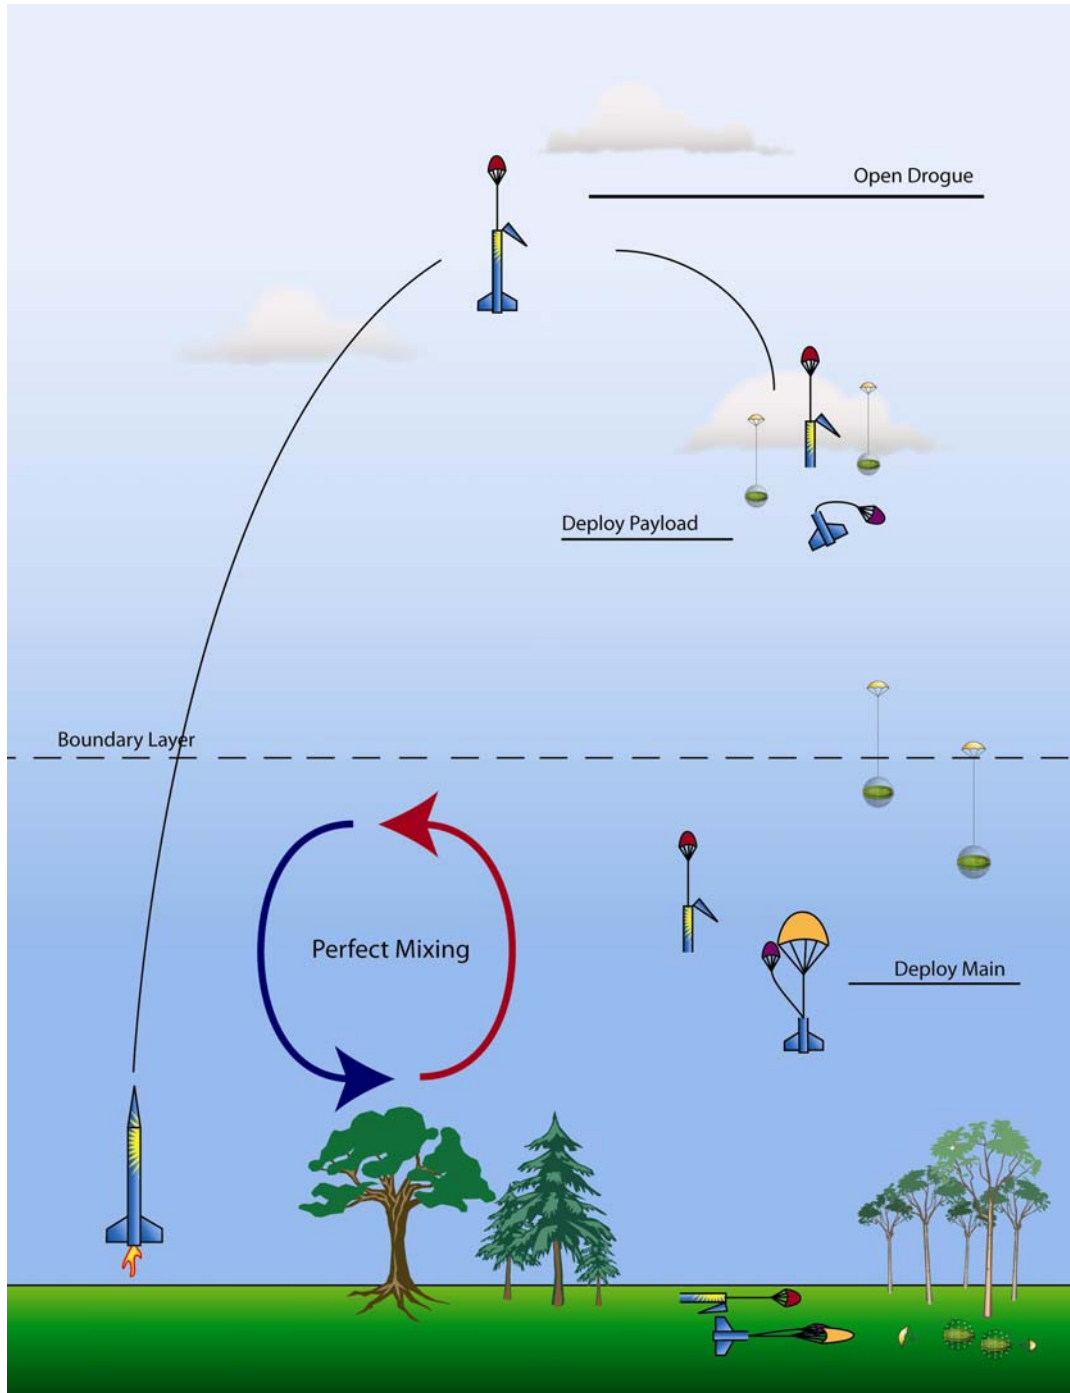 Open Drogue
Deploy Payload
Boundary Layer
Perfect Mixing
Deploy Main